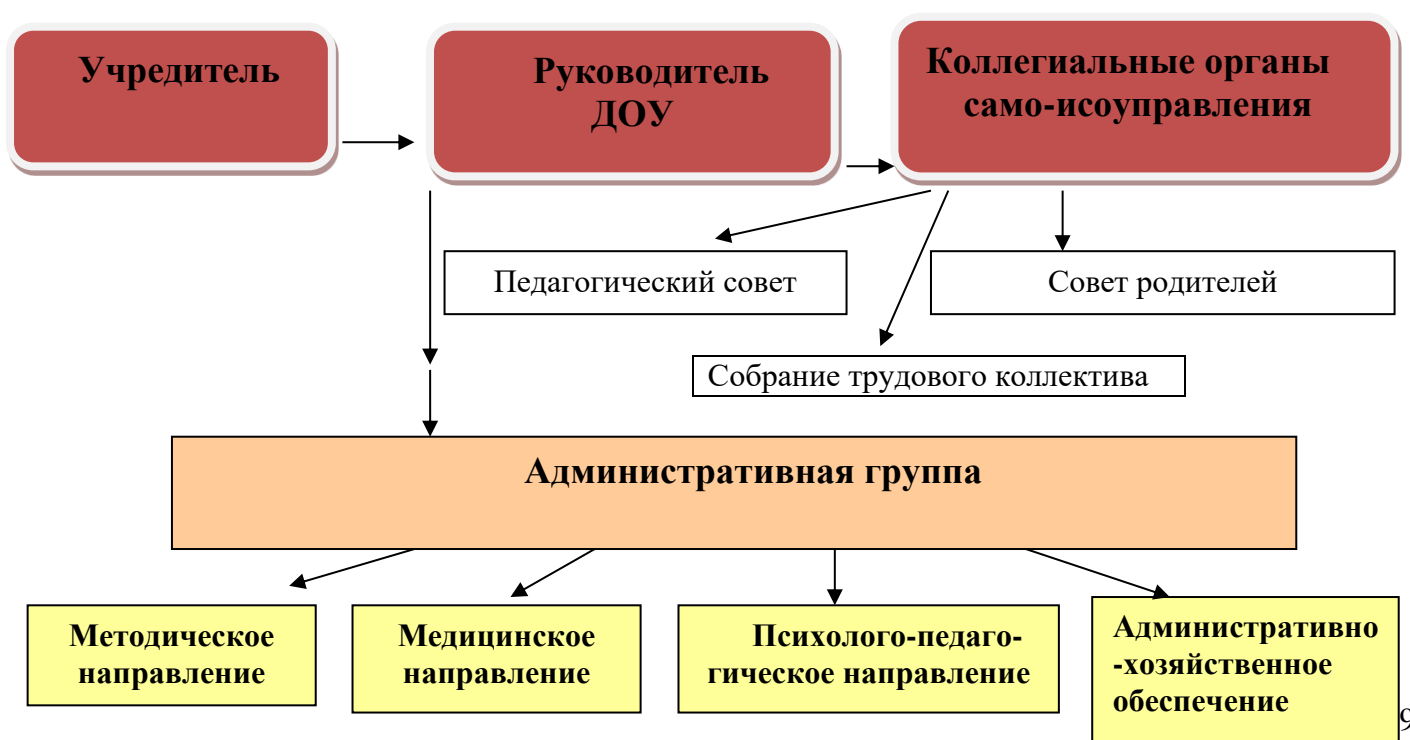 Учредитель
Руководитель
ДОУ
Коллегиальные органы
само-исоуправления
Педагогический совет
Совет родителей
Собрание трудового коллектива
Административная группа
Методическое
направление
Медицинское
направление
Психолого-педаго-
гическое направление
Административно
-хозяйственное
обеспечение
9